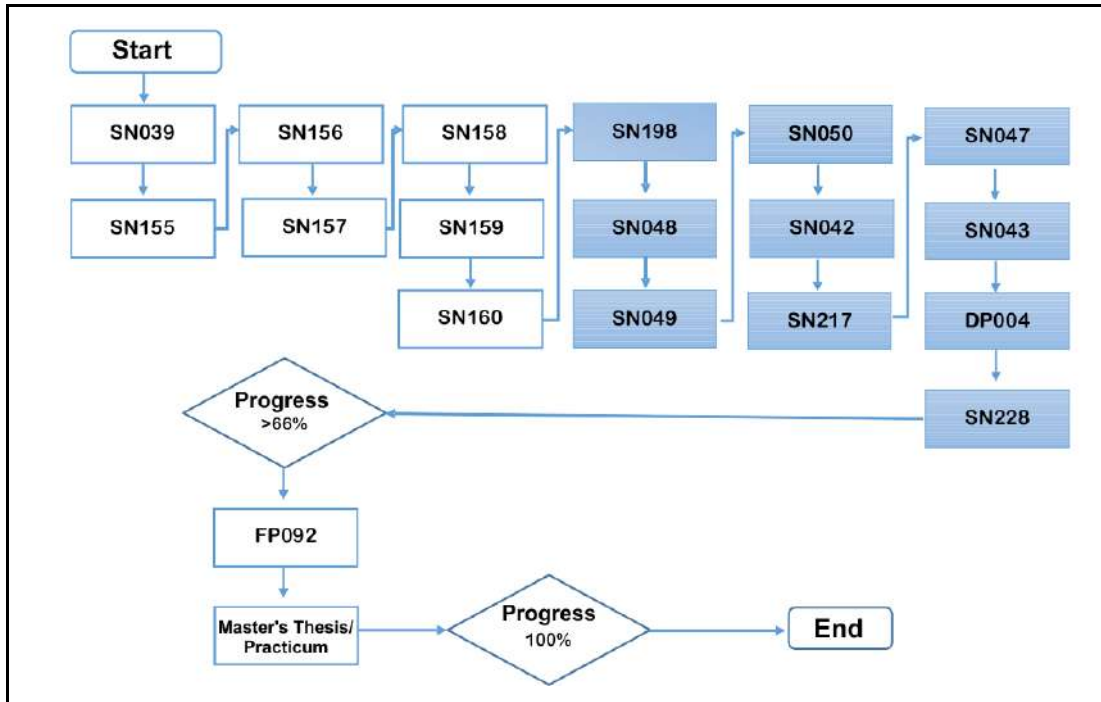 Start
SN039
SN156
SN158
SN198
SN050
SN047
SN155
SN157
SN159
SN048
SN042
SN043
SN160
SN049
SN217
DP004
Progress
>66%
SN228
FP092
Master's Thesis/
Practicum
Progress
100%
End